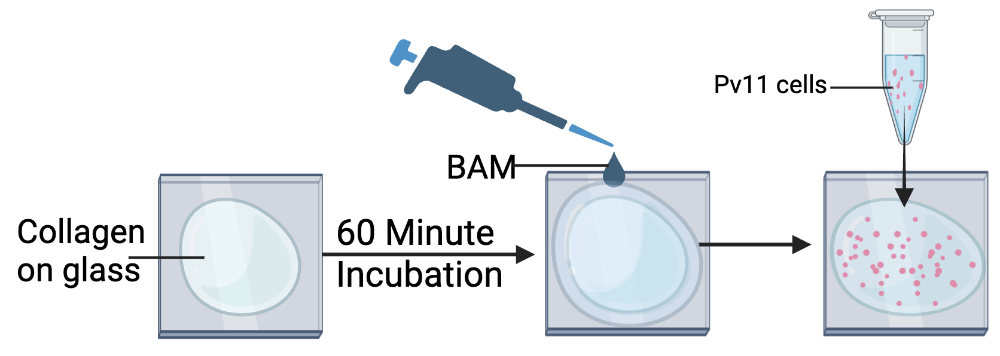 Collagen
on glass
60 Minute
Incubation
BAM
Pv11 cells